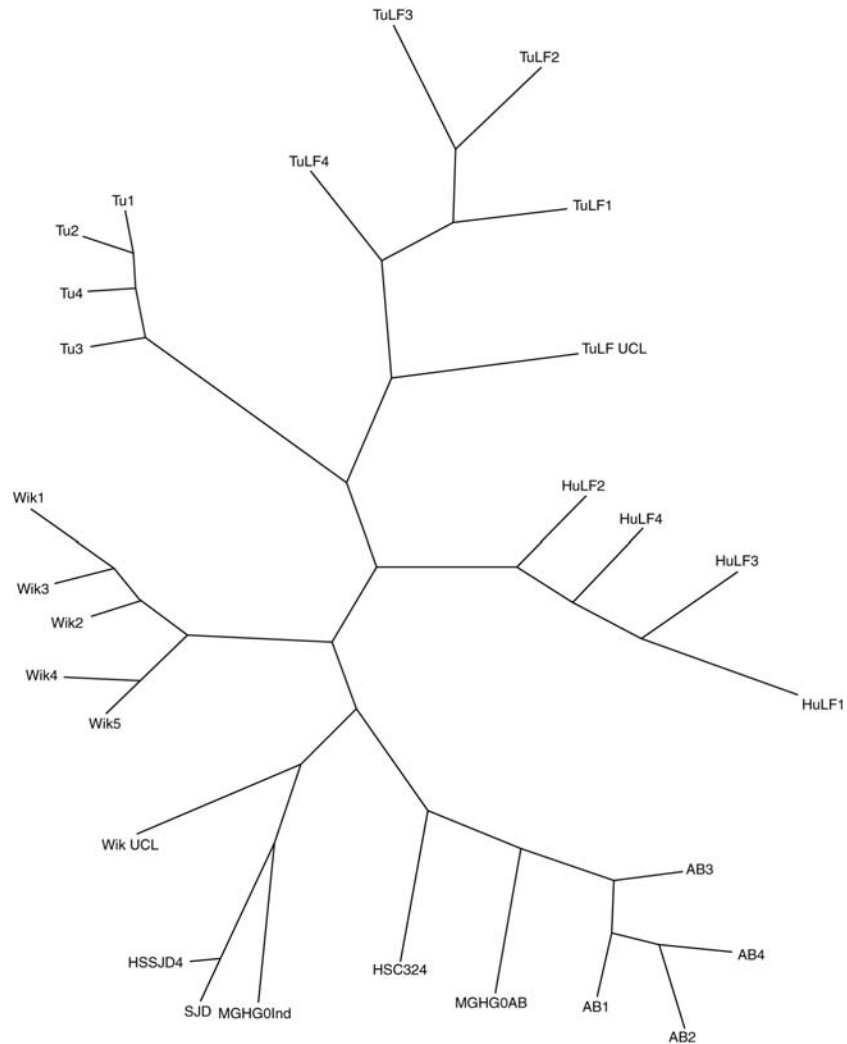 TuLF3
TuLF2
TuLF4
Tu1
TuLF1
Tu2
Tu4
Tu3
TuLF UCL
HuLF2
Wik1
HuLF4
HuLF3
Wik3
Wik2
Wik4
HuLF1
Wik5
Wik UCL
AB3
AB4
HSSJD4
HSC324
MGHG0AB
AB1
SJD
MGHG0Ind
AB2